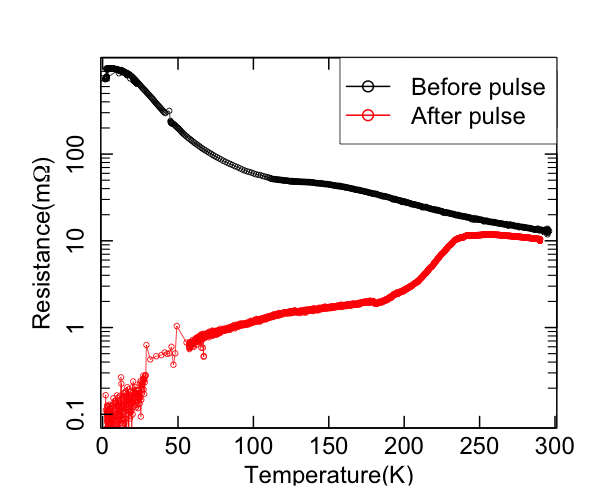 Before pulse
After pulse
Resistance(mΩ)
100
10
1
0.1
0
50
100
150
200
250
300
Temperature(K)